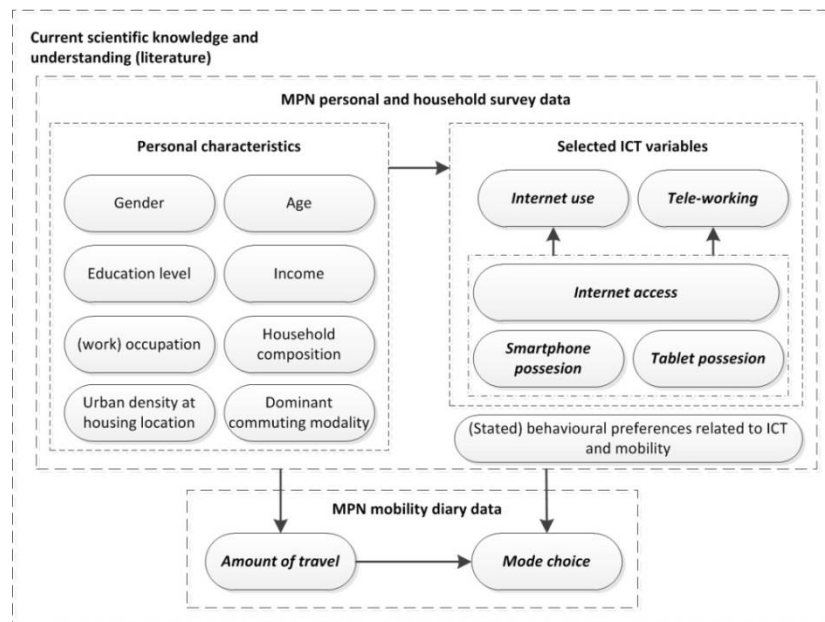 Current scientific knowledge and
understanding (literature)
MPN personal and household survey data
Personal characteristics
Gender
Age
Education level
Income
(work) occupation
Household
composition
Urban density at
housing location
Dominant
commuting modality
Selected ICT variables
Internet use
Tele-working
Internet access
Smartphone
possesion
Tablet possesion
(Stated) behavioural preferences related to ICT
and mobility
MPN mobility diary data
Amount of travel
Mode choice